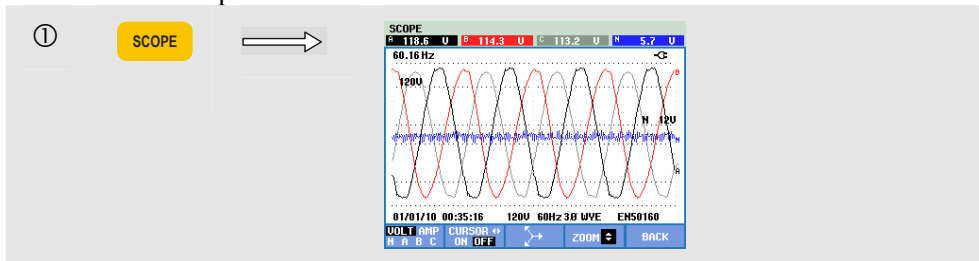 ①
SCOPE
SCOPE
A 118.6 V B 114.3 V C 113.2 V N 5.7 V
60.16 Hz
B
120V
N 12V
N
C
A
01/01/10 00:35:16 120V 60Hz 3Ø WYE EN50160
VOLT AMP CURSOR ZOOM BACK
N A B C ON OFF